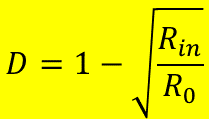 D = 1 − √(R_in / R_0)